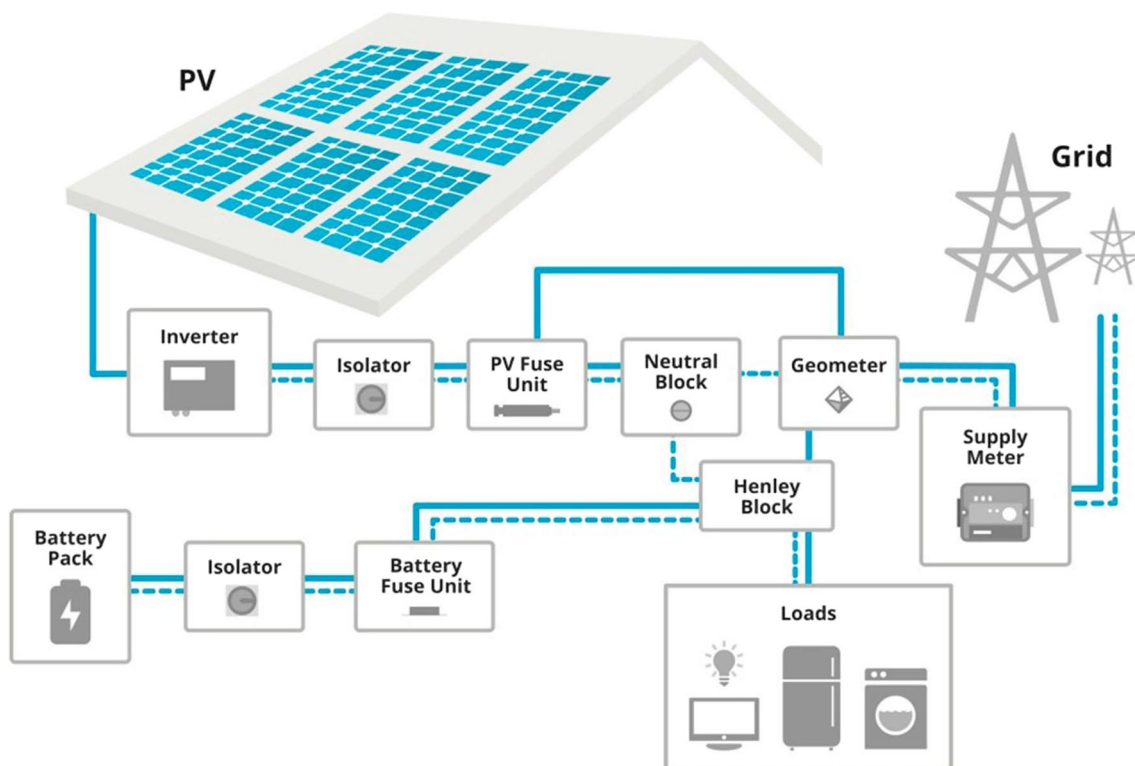 PV
Grid
Inverter
Isolator
PV Fuse
Unit
Neutral
Block
Geometer
Supply
Meter
Henley
Block
Battery
Pack
Isolator
Battery
Fuse Unit
Loads